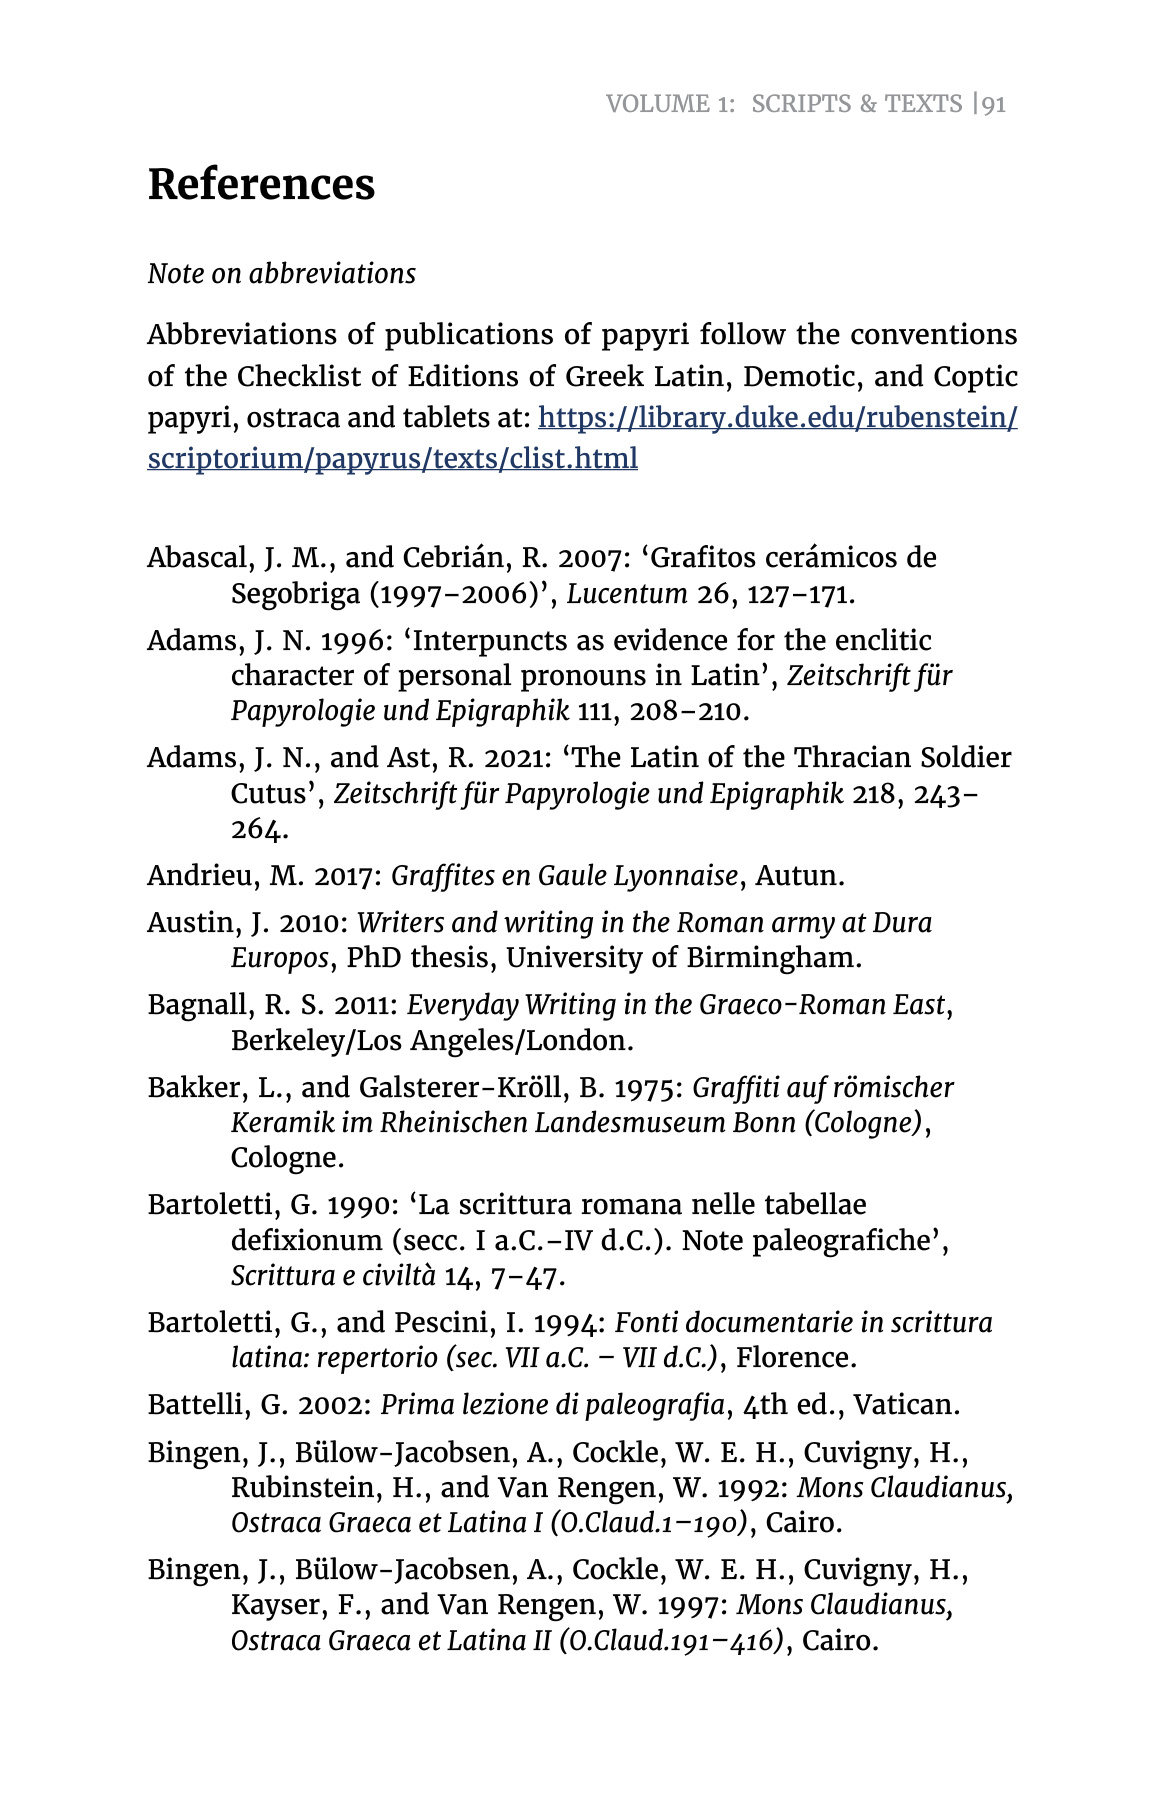 VOLUME 1: SCRIPTS & TEXTS |91
References
Note on abbreviations
Abbreviations of publications of papyri follow the conventions
of the Checklist of Editions of Greek Latin, Demotic, and Coptic
papyri, ostraca and tablets at: https://library.duke.edu/rubenstein/
scriptorium/papyrus/texts/clist.html
Abascal, J. M., and Cebrián, R. 2007: ‘Grafitos cerámicos de
Segobriga (1997–2006)’, Lucentum 26, 127–171.
Adams, J. N. 1996: ‘Interpuncts as evidence for the enclitic
character of personal pronouns in Latin’, Zeitschrift für
Papyrologie und Epigraphik 111, 208–210.
Adams, J. N., and Ast, R. 2021: ‘The Latin of the Thracian Soldier
Cutus’, Zeitschrift für Papyrologie und Epigraphik 218, 243–
264.
Andrieu, M. 2017: Graffites en Gaule Lyonnaise, Autun.
Austin, J. 2010: Writers and writing in the Roman army at Dura
Europos, PhD thesis, University of Birmingham.
Bagnall, R. S. 2011: Everyday Writing in the Graeco-Roman East,
Berkeley/Los Angeles/London.
Bakker, L., and Galsterer-Kröll, B. 1975: Graffiti auf römischer
Keramik im Rheinischen Landesmuseum Bonn (Cologne),
Cologne.
Bartoletti, G. 1990: ‘La scrittura romana nelle tabellae
defixionum (secc. I a.C.–IV d.C.). Note paleografiche’,
Scrittura e civiltà 14, 7–47.
Bartoletti, G., and Pescini, I. 1994: Fonti documentarie in scrittura
latina: repertorio (sec. VII a.C. – VII d.C.), Florence.
Battelli, G. 2002: Prima lezione di paleografia, 4th ed., Vatican.
Bingen, J., Bülow-Jacobsen, A., Cockle, W. E. H., Cuvigny, H.,
Rubinstein, H., and Van Rengen, W. 1992: Mons Claudianus,
Ostraca Graeca et Latina I (O.Claud.1–190), Cairo.
Bingen, J., Bülow-Jacobsen, A., Cockle, W. E. H., Cuvigny, H.,
Kayser, F., and Van Rengen, W. 1997: Mons Claudianus,
Ostraca Graeca et Latina II (O.Claud.191–416), Cairo.